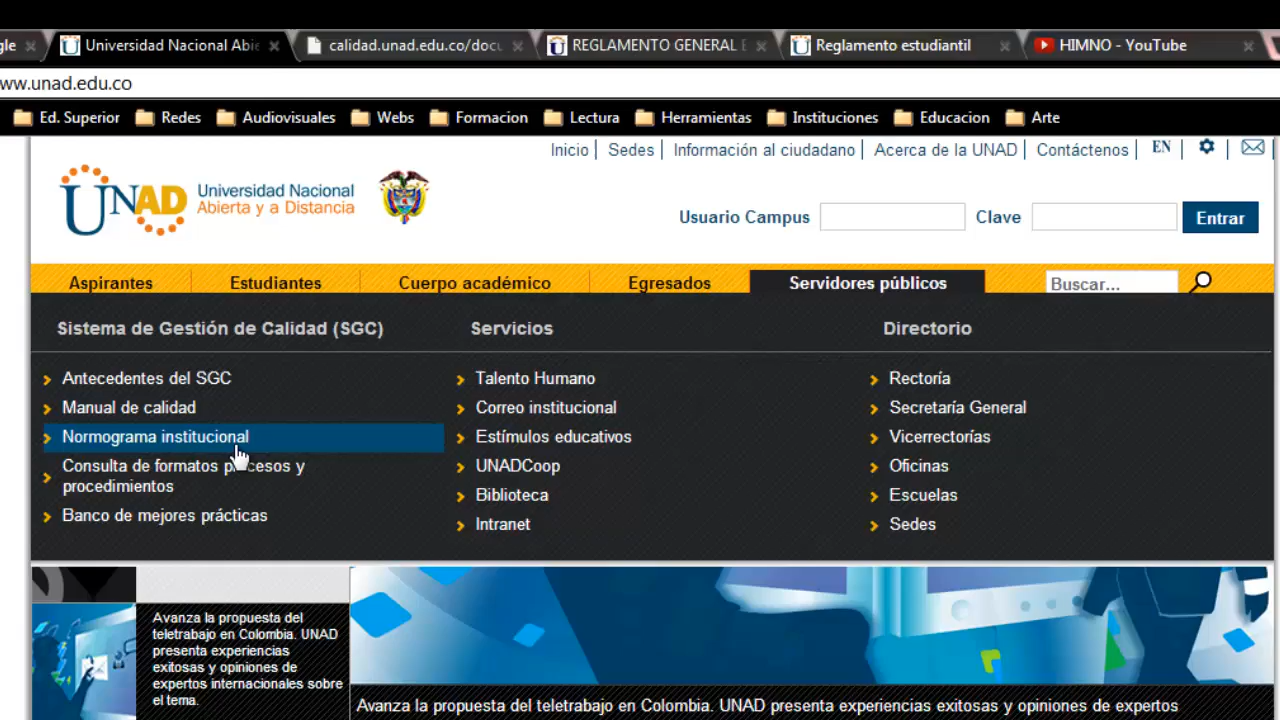 gle
Universidad Nacional Abie
calidad.unad.edu.co/docu
REGLAMENTO GENERAL E
Reglamento estudiantil
HIMNO - YouTube
ww.unad.edu.co
Ed. Superior
Redes
Audiovisuales
Webs
Formacion
Lectura
Herramientas
Instituciones
Educacion
Arte
Inicio | Sedes | Información al ciudadano | Acerca de la UNAD | Contáctenos | EN
UNAD
Universidad Nacional
Abierta y a Distancia
Usuario Campus
Clave
Entrar
Aspirantes
Estudiantes
Cuerpo académico
Egresados
Servidores públicos
Buscar...
Sistema de Gestión de Calidad (SGC)
Antecedentes del SGC
Manual de calidad
Normograma institucional
Consulta de formatos procesos y
procedimientos
Banco de mejores prácticas
Servicios
Talento Humano
Correo institucional
Estímulos educativos
UNADCoop
Biblioteca
Intranet
Directorio
Rectoría
Secretaría General
Vicerrectorías
Oficinas
Escuelas
Sedes
Avanza la propuesta del
teletrabajo en Colombia. UNAD
presenta experiencias
exitosas y opiniones de
expertos internacionales sobre
el tema.
Avanza la propuesta del teletrabajo en Colombia. UNAD presenta experiencias exitosas y opiniones de expertos